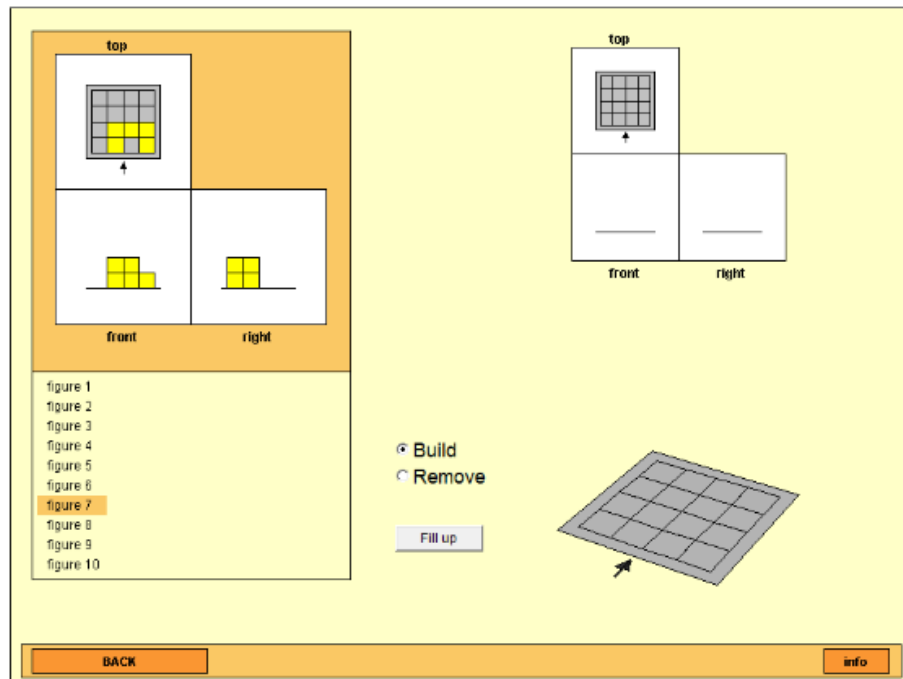 top
front
right
figure 1
figure 2
figure 3
figure 4
figure 5
figure 6
figure 7
figure 8
figure 9
figure 10
top
front
right
Build
Remove
Fill up
BACK
info